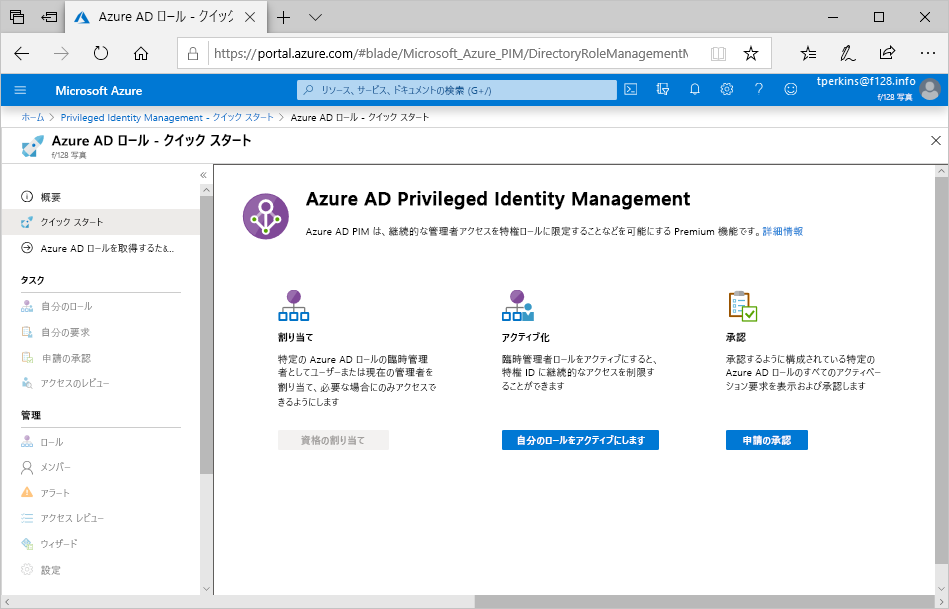 Azure AD ロール - クイック
https://portal.azure.com/#blade/Microsoft_Azure_PIM/DirectoryRoleManagementM
Microsoft Azure
リソース、サービス、ドキュメントの検索 (G+/)
tperkins@f128.info
f/128 写真
ホーム > Privileged Identity Management - クイック スタート > Azure AD ロール - クイック スタート
Azure AD ロール - クイック スタート
f/128 写真
概要
クイック スタート
Azure AD ロールを取得するた&...
タスク
自分のロール
自分の要求
申請の承認
アクセスのレビュー
管理
ロール
メンバー
アラート
アクセス レビュー
ウィザード
設定
Azure AD Privileged Identity Management
Azure AD PIM は、継続的な管理者アクセスを特権ロールに限定することなどを可能にする Premium 機能です。詳細情報
割り当て
特定の Azure AD ロールの臨時管理
者としてユーザーまたは現在の管理者を
割り当て、必要な場合にのみアクセスで
きるようにします
資格の割り当て
アクティブ化
臨時管理者ロールをアクティブにすると、
特権 ID に継続的なアクセスを制限す
ることができます
自分のロールをアクティブにします
承認
承認するように構成されている特定の
Azure AD ロールのすべてのアクティベー
ション要求を表示および承認します
申請の承認